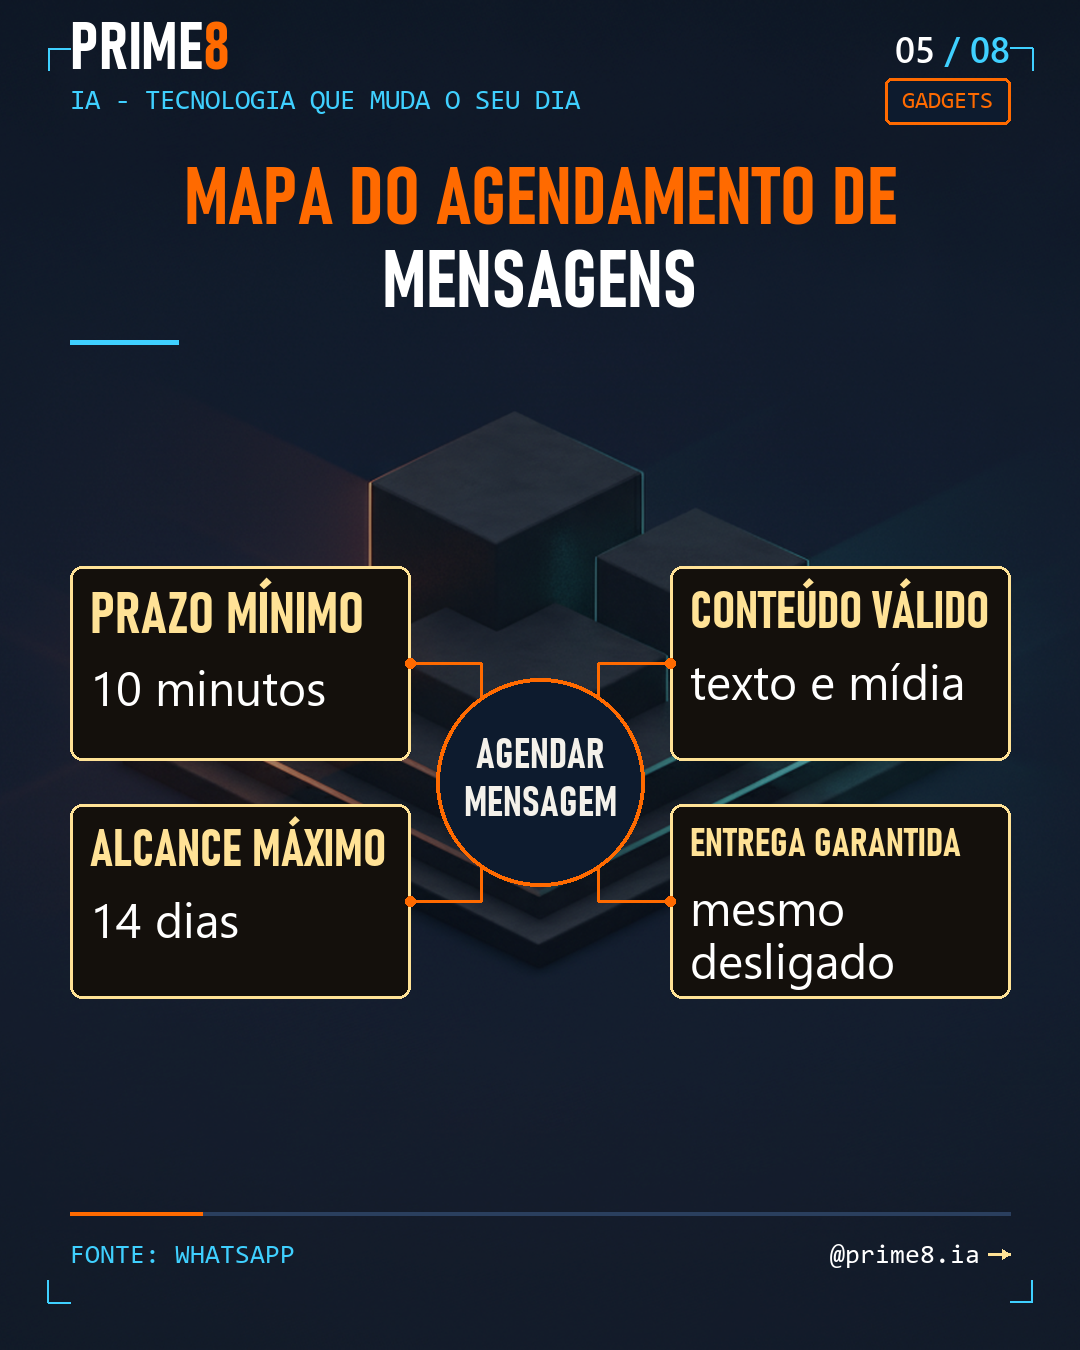 PRIME8
05 / 08
IA - TECNOLOGIA QUE MUDA O SEU DIA
GADGETS
MAPA DO AGENDAMENTO DE
MENSAGENS
PRAZO MÍNIMO
10 minutos
CONTEÚDO VÁLIDO
texto e mídia
AGENDAR
MENSAGEM
ALCANCE MÁXIMO
14 dias
ENTREGA GARANTIDA
mesmo
desligado
FONTE: WHATSAPP
@prime8.ia